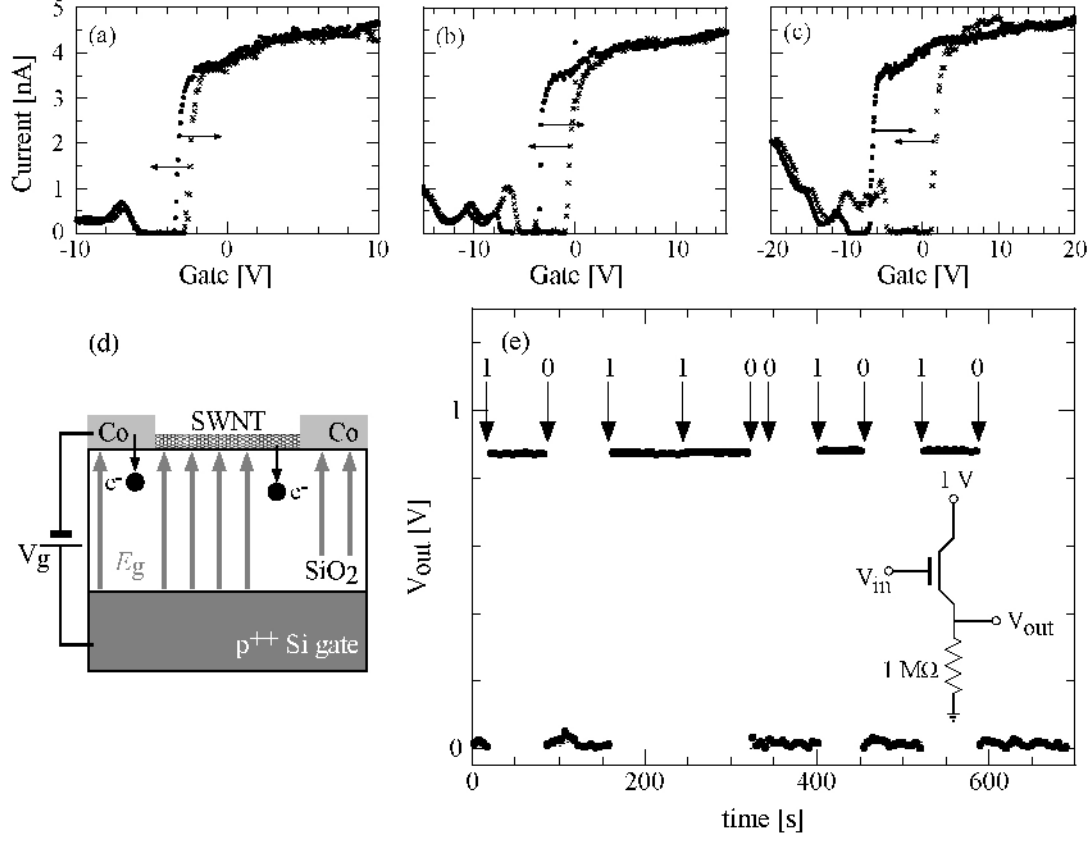 (a)
(b)
(c)
Current [nA]
5
4
3
2
1
0
-10 0 10
-10 0 10
-20 -10 0 10 20
Gate [V]
Gate [V]
Gate [V]
(d)
Co
SWNT
Co
e-
e-
Vg
Eg
SiO2
p++ Si gate
(e)
1 0 1 1 0 0 1 0 1 0
1
Vout [V]
0
1 V
Vin
Vout
1 MΩ
0 200 400 600
time [s]